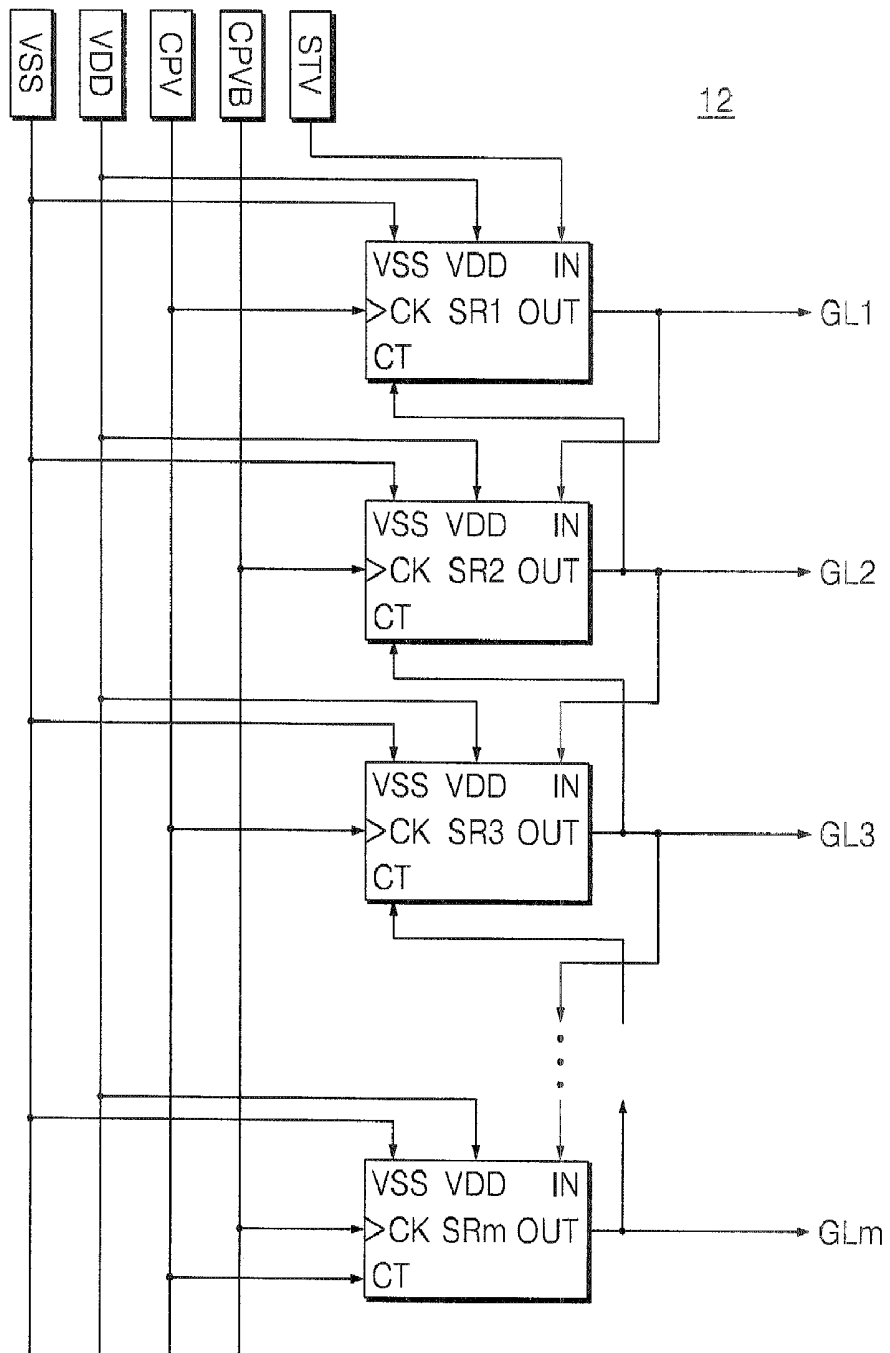 VSS
VDD
CPV
CPVB
STV
12
VSS VDD IN
CK SR1 OUT
CT
GL1
VSS VDD IN
CK SR2 OUT
CT
GL2
VSS VDD IN
CK SR3 OUT
CT
GL3
VSS VDD IN
CK SRm OUT
CT
GLm